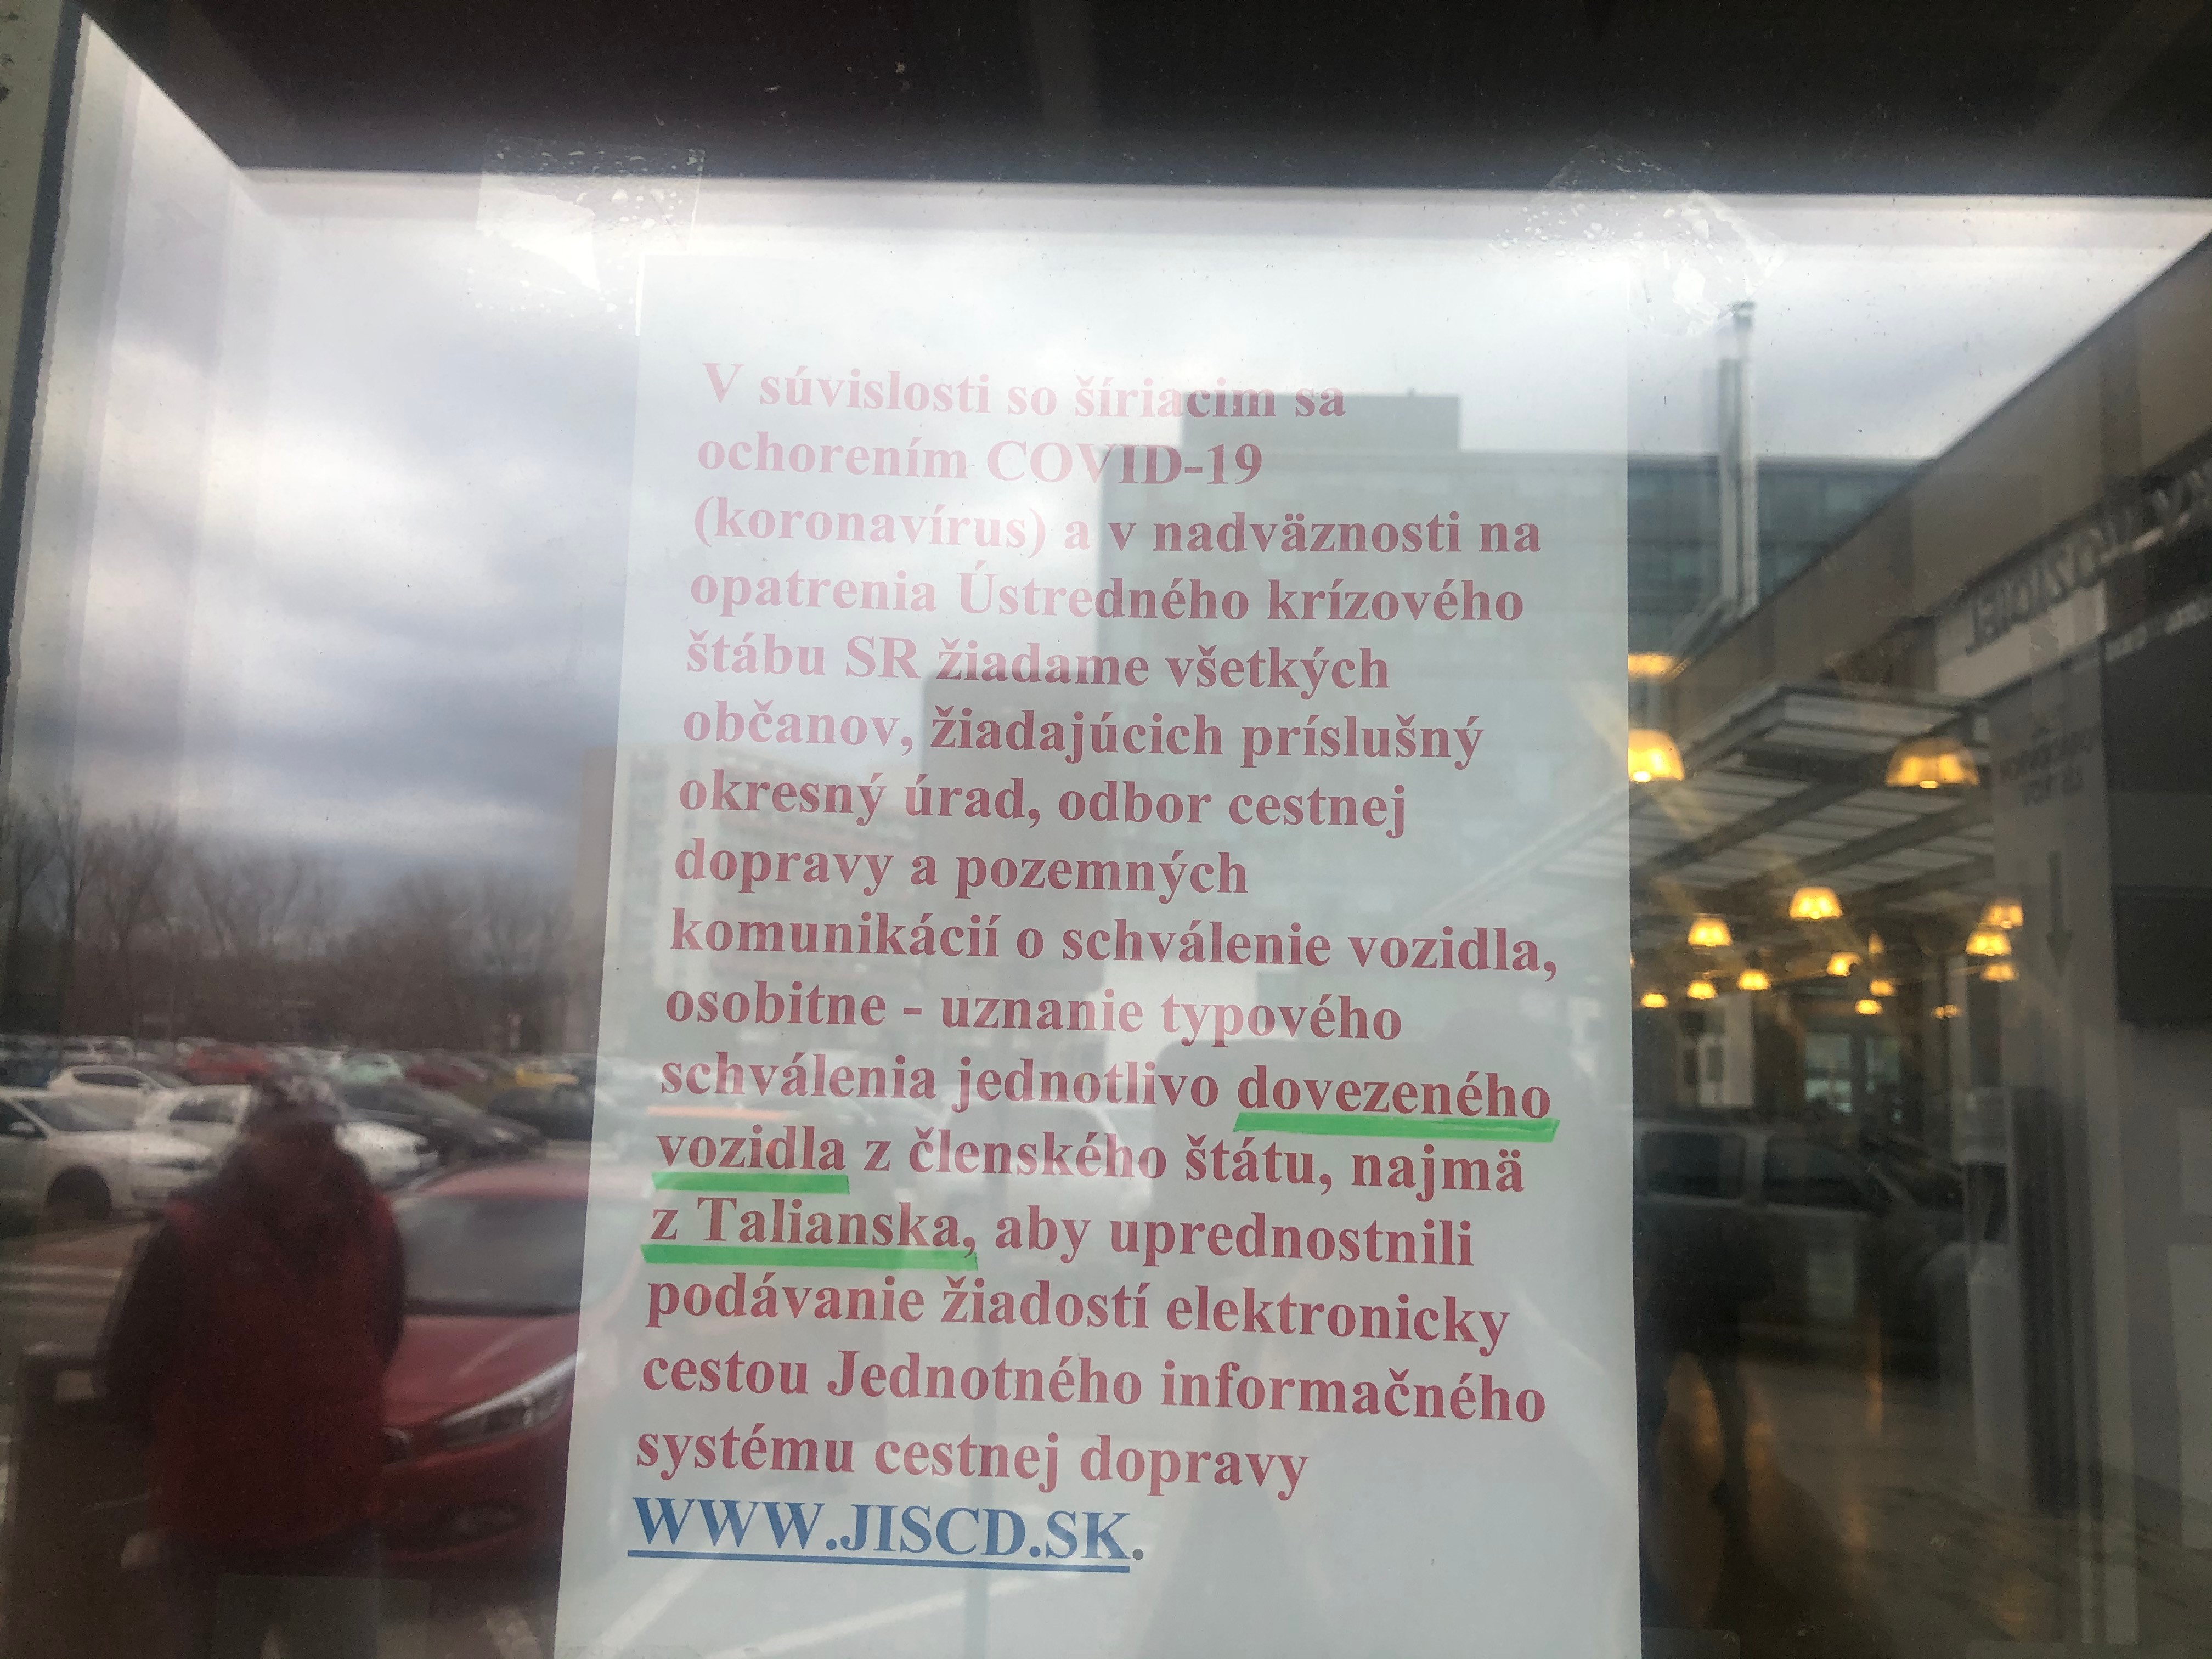 V súvislosti so šíriacim sa
ochorením COVID-19
(koronavírus) a v nadväznosti na
opatrenia Ústredného krízového
štábu SR žiadame všetkých
občanov, žiadajúcich príslušný
okresný úrad, odbor cestnej
dopravy a pozemných
komunikácií o schválenie vozidla,
osobitne - uznanie typového
schválenia jednotlivo dovezeného
vozidla z členského štátu, najmä
z Talianska, aby uprednostnili
podávanie žiadostí elektronicky
cestou Jednotného informačného
systému cestnej dopravy
WWW.JISCD.SK.